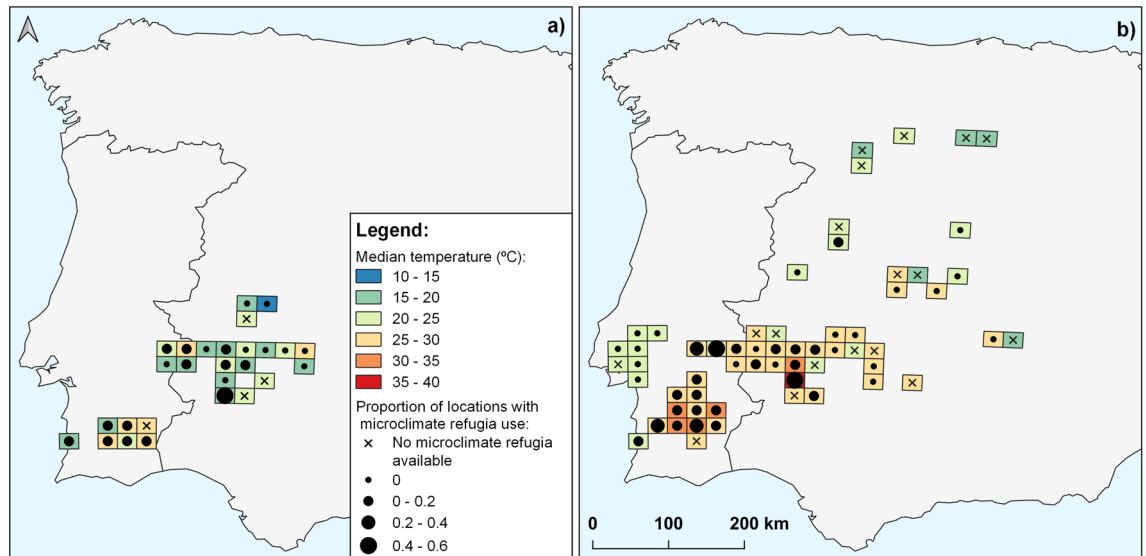 a)
b)
Legend:
Median temperature (ºC):
10 - 15
15 - 20
20 - 25
25 - 30
30 - 35
35 - 40
Proportion of locations with
microclimate refugia use:
No microclimate refugia
available
0
0 - 0.2
0.2 - 0.4
0.4 - 0.6
0 100 200 km